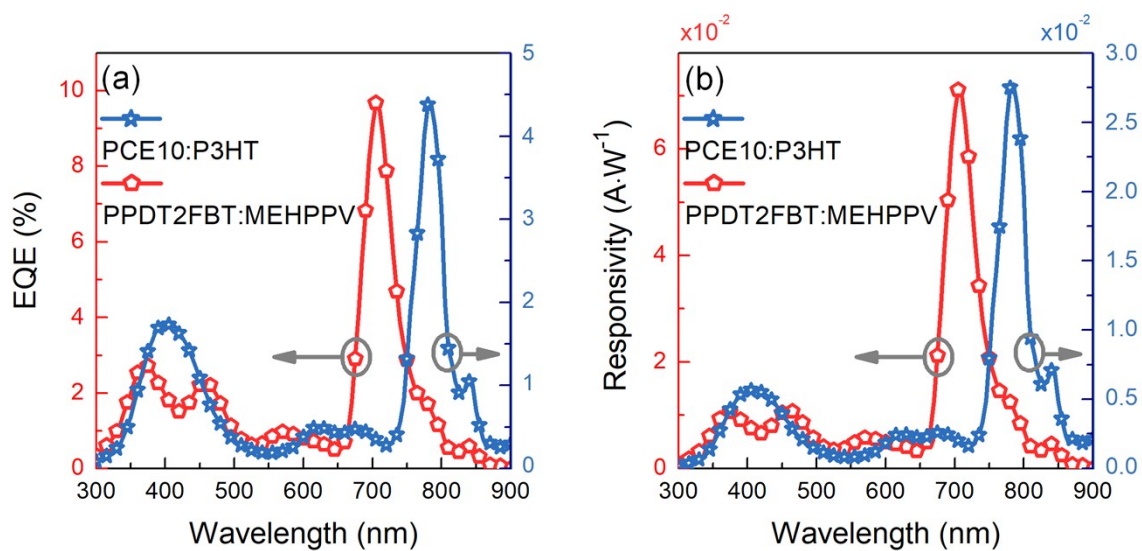 (a)
PCE10:P3HT
PPDT2FBT:MEHPPV
EQE (%)
10
8
6
4
2
0
5
4
3
2
1
0
300 400 500 600 700 800 900
Wavelength (nm)
x10⁻²
x10⁻²
(b)
PCE10:P3HT
PPDT2FBT:MEHPPV
Responsivity (A·W⁻¹)
6
4
2
0
3.0
2.5
2.0
1.5
1.0
0.5
0.0
300 400 500 600 700 800 900
Wavelength (nm)